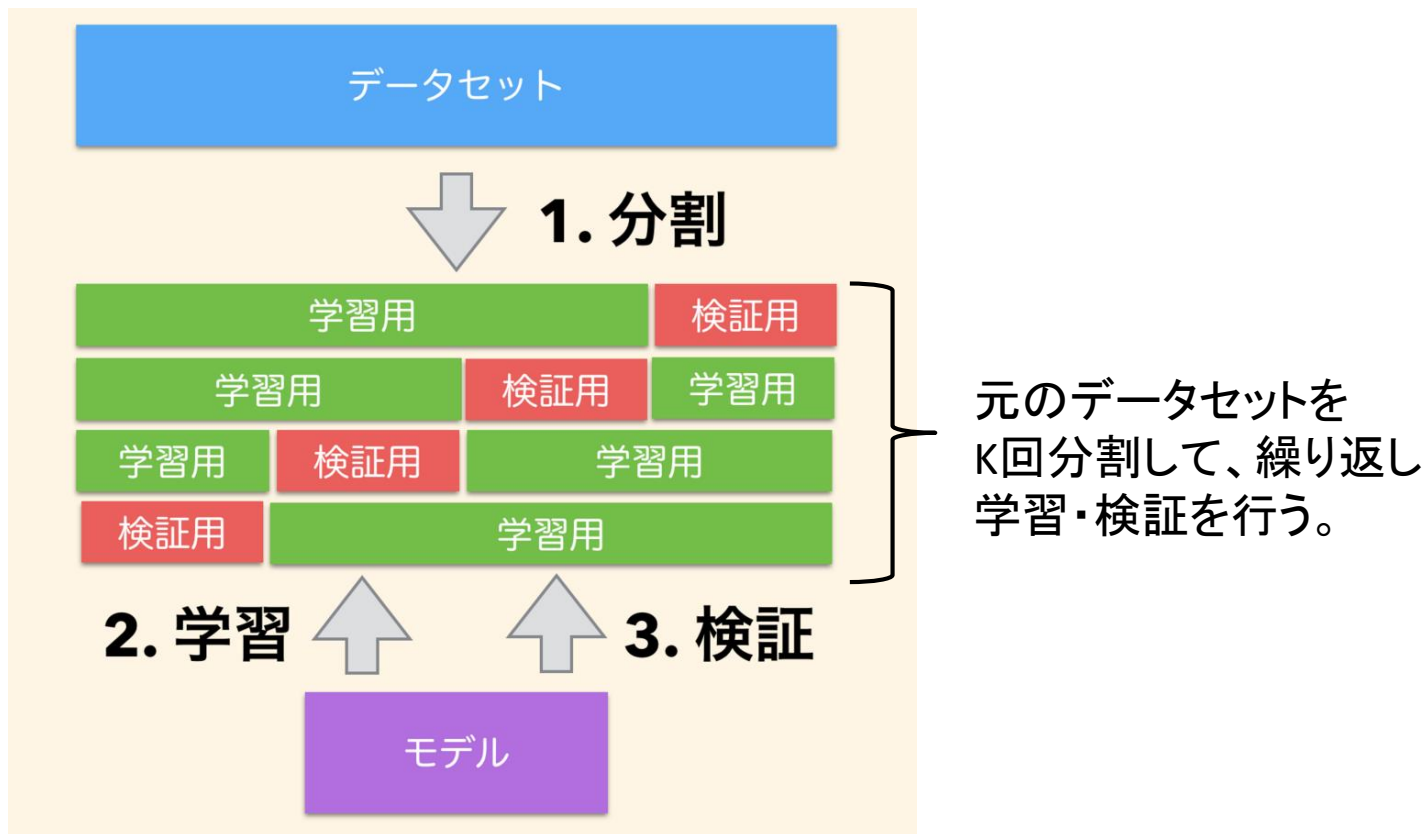 データセット
1. 分割
学習用 検証用
学習用 検証用 学習用
学習用 検証用 学習用
検証用 学習用
元のデータセットを
K回分割して、繰り返し
学習・検証を行う。
2. 学習 3. 検証
モデル